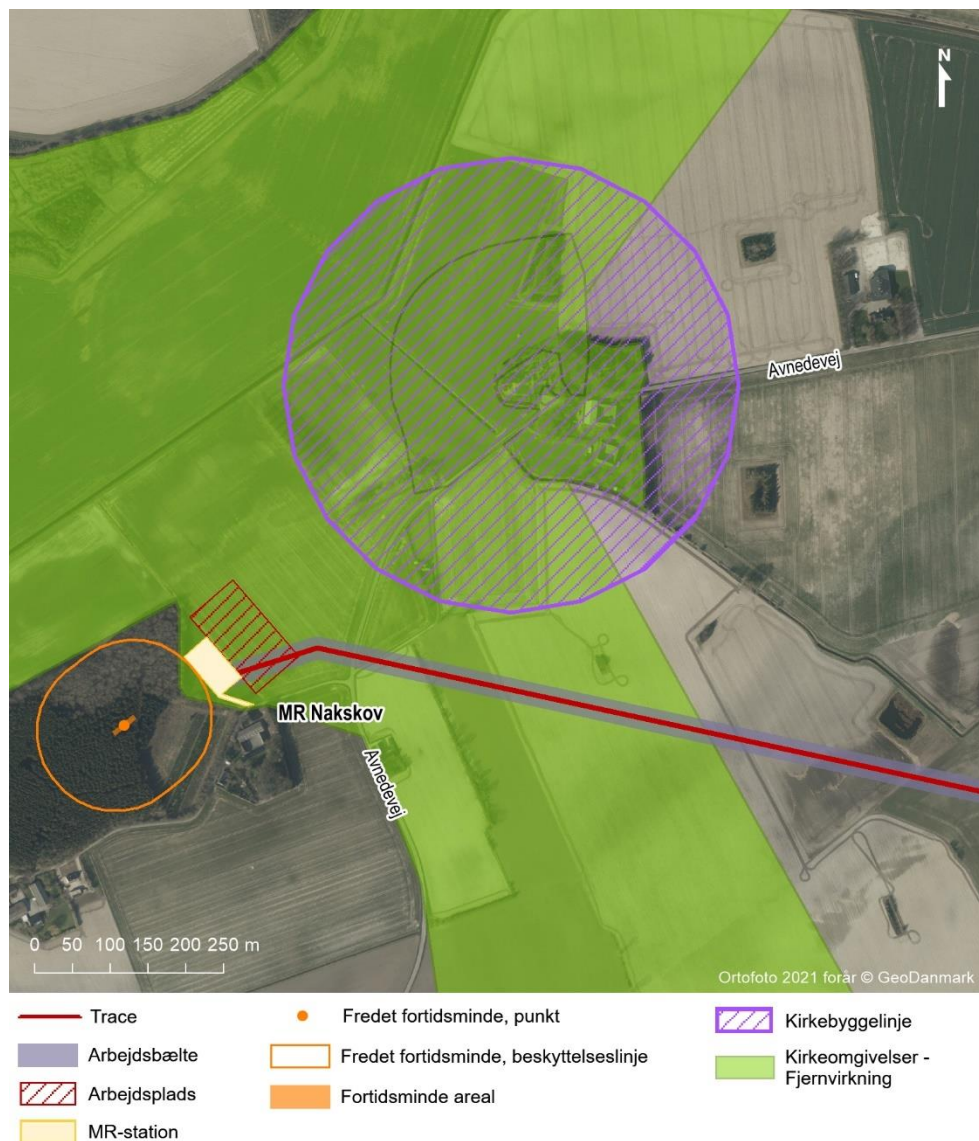 N
Avnedevej
MR Nakskov
Avnedevej
0 50 100 150 200 250 m
Ortofoto 2021 forår © GeoDanmark
Trace
Arbejdsbælte
Arbejdsplads
MR-station
Fredet fortidsminde, punkt
Fredet fortidsminde, beskyttelseslinje
Fortidsminde areal
Kirkebyggelinje
Kirkeomgivelser -
Fjernvirkning